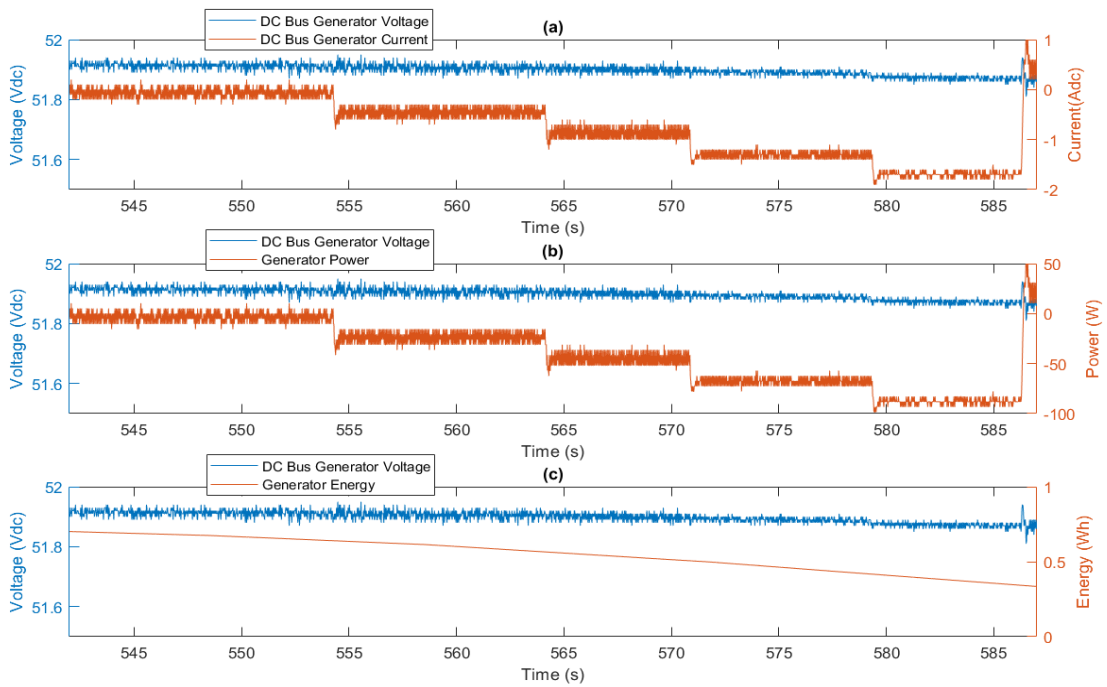 DC Bus Generator Voltage
DC Bus Generator Current
(a)
52
51.8
51.6
Voltage (Vdc)
1
0
-1
-2
Current(Adc)
545 550 555 560 565 570 575 580 585
Time (s)
DC Bus Generator Voltage
Generator Power
(b)
52
51.8
51.6
Voltage (Vdc)
50
0
-50
-100
Power (W)
545 550 555 560 565 570 575 580 585
Time (s)
DC Bus Generator Voltage
Generator Energy
(c)
52
51.8
51.6
Voltage (Vdc)
1
0.5
0
Energy (Wh)
545 550 555 560 565 570 575 580 585
Time (s)